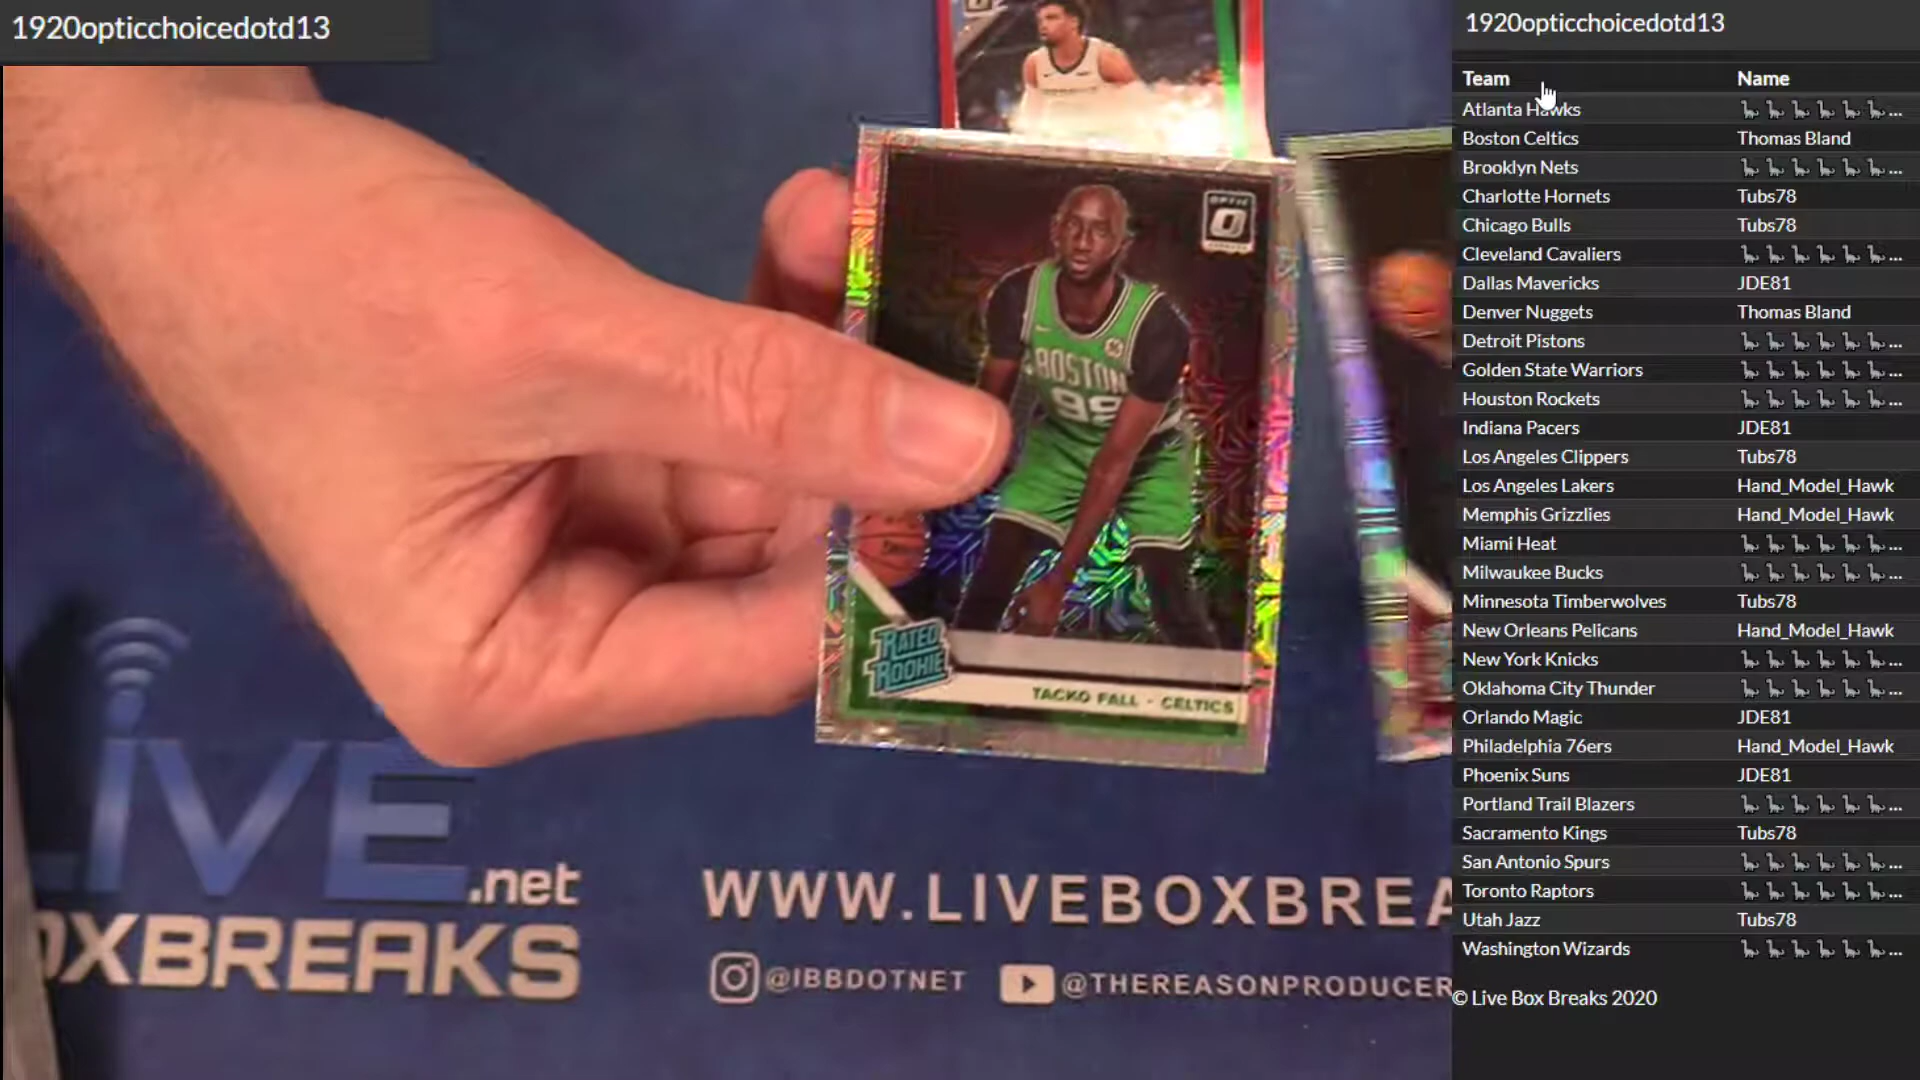 1920opticchoicedotd13
1920opticchoicedotd13
Team Name
Atlanta Hawks 🦕 🦕 🦕 🦕 🦕 🦕...
Boston Celtics Thomas Bland
Brooklyn Nets 🦕 🦕 🦕 🦕 🦕 🦕...
Charlotte Hornets Tubs78
Chicago Bulls Tubs78
Cleveland Cavaliers 🦕 🦕 🦕 🦕 🦕 🦕...
Dallas Mavericks JDE81
Denver Nuggets Thomas Bland
Detroit Pistons 🦕 🦕 🦕 🦕 🦕 🦕...
Golden State Warriors 🦕 🦕 🦕 🦕 🦕 🦕...
Houston Rockets 🦕 🦕 🦕 🦕 🦕 🦕...
Indiana Pacers JDE81
Los Angeles Clippers Tubs78
Los Angeles Lakers Hand_Model_Hawk
Memphis Grizzlies Hand_Model_Hawk
Miami Heat 🦕 🦕 🦕 🦕 🦕 🦕...
Milwaukee Bucks 🦕 🦕 🦕 🦕 🦕 🦕...
Minnesota Timberwolves Tubs78
New Orleans Pelicans Hand_Model_Hawk
New York Knicks 🦕 🦕 🦕 🦕 🦕 🦕...
Oklahoma City Thunder 🦕 🦕 🦕 🦕 🦕 🦕...
Orlando Magic JDE81
Philadelphia 76ers Hand_Model_Hawk
Phoenix Suns JDE81
Portland Trail Blazers 🦕 🦕 🦕 🦕 🦕 🦕...
Sacramento Kings Tubs78
San Antonio Spurs 🦕 🦕 🦕 🦕 🦕 🦕...
Toronto Raptors 🦕 🦕 🦕 🦕 🦕 🦕...
Utah Jazz Tubs78
Washington Wizards 🦕 🦕 🦕 🦕 🦕 🦕...
© Live Box Breaks 2020
OPTIC
BOSTON
99
RATED
ROOKIE
TACKO FALL - CELTICS
LIVE
.net
OXBREAKS
WWW.LIVEBOXBREA
@IBBDOTNET @THEREASONPRODUCER